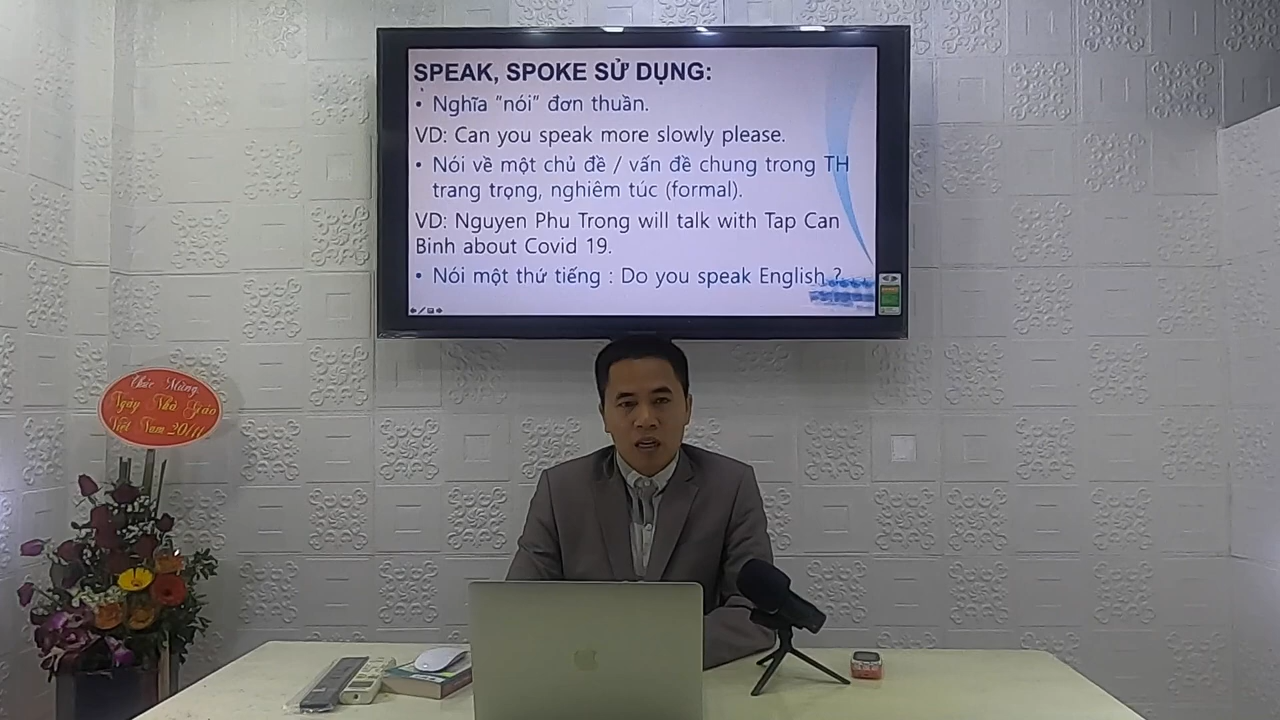 SPEAK, SPOKE SỬ DỤNG:
• Nghĩa "nói" đơn thuần.
VD: Can you speak more slowly please.
• Nói về một chủ đề / vấn đề chung trong TH
trang trọng, nghiêm túc (formal).
VD: Nguyen Phu Trong will talk with Tap Can
Binh about Covid 19.
• Nói một thứ tiếng : Do you speak English ?
Chúc Mừng
Ngày Nhà Giáo
Việt Nam 20/11